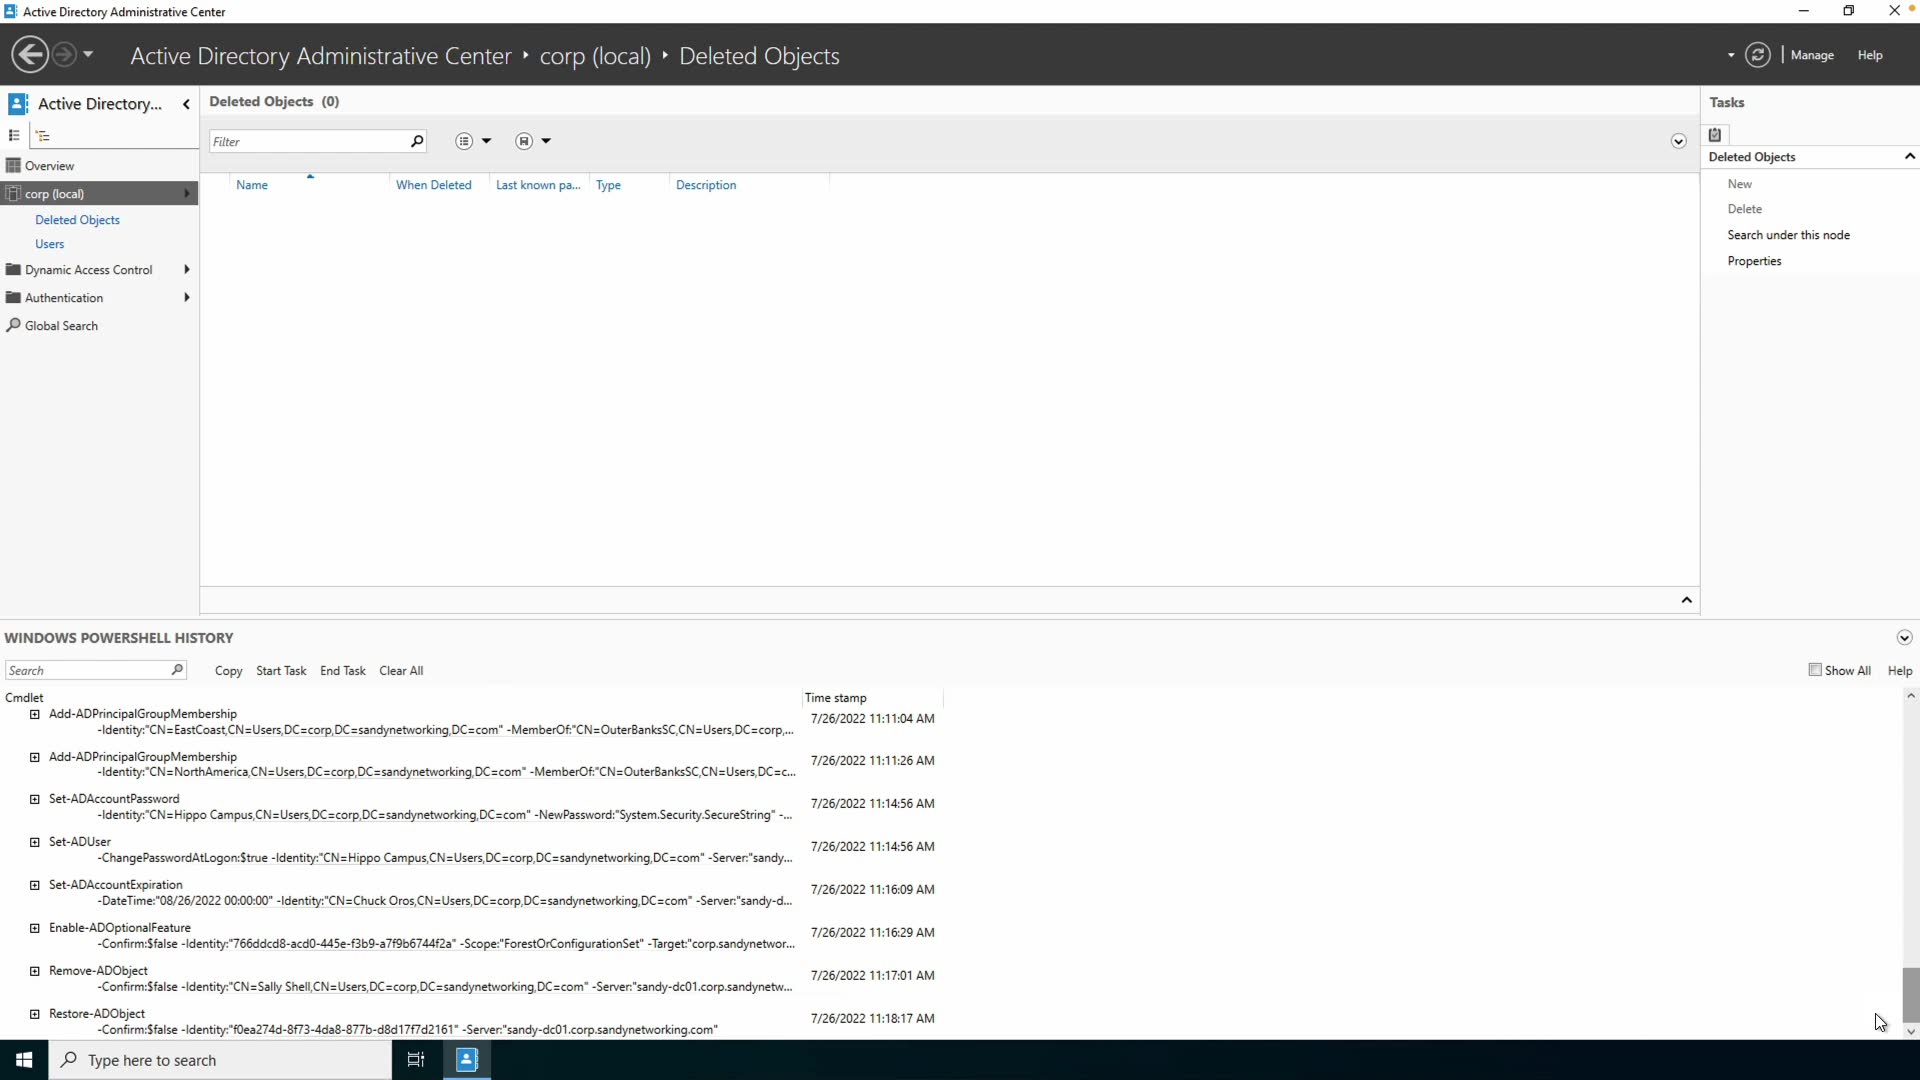 Active Directory Administrative Center
Active Directory Administrative Center ‣ corp (local) ‣ Deleted Objects
Manage
Help
Active Directory...
Overview
corp (local)
Deleted Objects
Users
Dynamic Access Control
Authentication
Global Search
Deleted Objects (0)
Filter
Name
When Deleted
Last known pa...
Type
Description
Tasks
Deleted Objects
New
Delete
Search under this node
Properties
WINDOWS POWERSHELL HISTORY
Search
Copy
Start Task
End Task
Clear All
Show All
Help
Cmdlet
Time stamp
Add-ADPrincipalGroupMembership
7/26/2022 11:11:04 AM
-Identity:"CN=EastCoast,CN=Users,DC=corp,DC=sandynetworking,DC=com" -MemberOf:"CN=OuterBanksSC,CN=Users,DC=corp,...
Add-ADPrincipalGroupMembership
7/26/2022 11:11:26 AM
-Identity:"CN=NorthAmerica,CN=Users,DC=corp,DC=sandynetworking,DC=com" -MemberOf:"CN=OuterBanksSC,CN=Users,DC=c...
Set-ADAccountPassword
7/26/2022 11:14:56 AM
-Identity:"CN=Hippo Campus,CN=Users,DC=corp,DC=sandynetworking,DC=com" -NewPassword:"System.Security.SecureString" -...
Set-ADUser
7/26/2022 11:14:56 AM
-ChangePasswordAtLogon:$true -Identity:"CN=Hippo Campus,CN=Users,DC=corp,DC=sandynetworking,DC=com" -Server:"sandy...
Set-ADAccountExpiration
7/26/2022 11:16:09 AM
-DateTime:"08/26/2022 00:00:00" -Identity:"CN=Chuck Oros,CN=Users,DC=corp,DC=sandynetworking,DC=com" -Server:"sandy-d...
Enable-ADOptionalFeature
7/26/2022 11:16:29 AM
-Confirm:$false -Identity:"766ddcd8-acd0-445e-f3b9-a7f9b6744f2a" -Scope:"ForestOrConfigurationSet" -Target:"corp.sandynetwor...
Remove-ADObject
7/26/2022 11:17:01 AM
-Confirm:$false -Identity:"CN=Sally Shell,CN=Users,DC=corp,DC=sandynetworking,DC=com" -Server:"sandy-dc01.corp.sandynetw...
Restore-ADObject
7/26/2022 11:18:17 AM
-Confirm:$false -Identity:"f0ea274d-8f73-4da8-877b-d8d17f7d2161" -Server:"sandy-dc01.corp.sandynetworking.com"
Type here to search